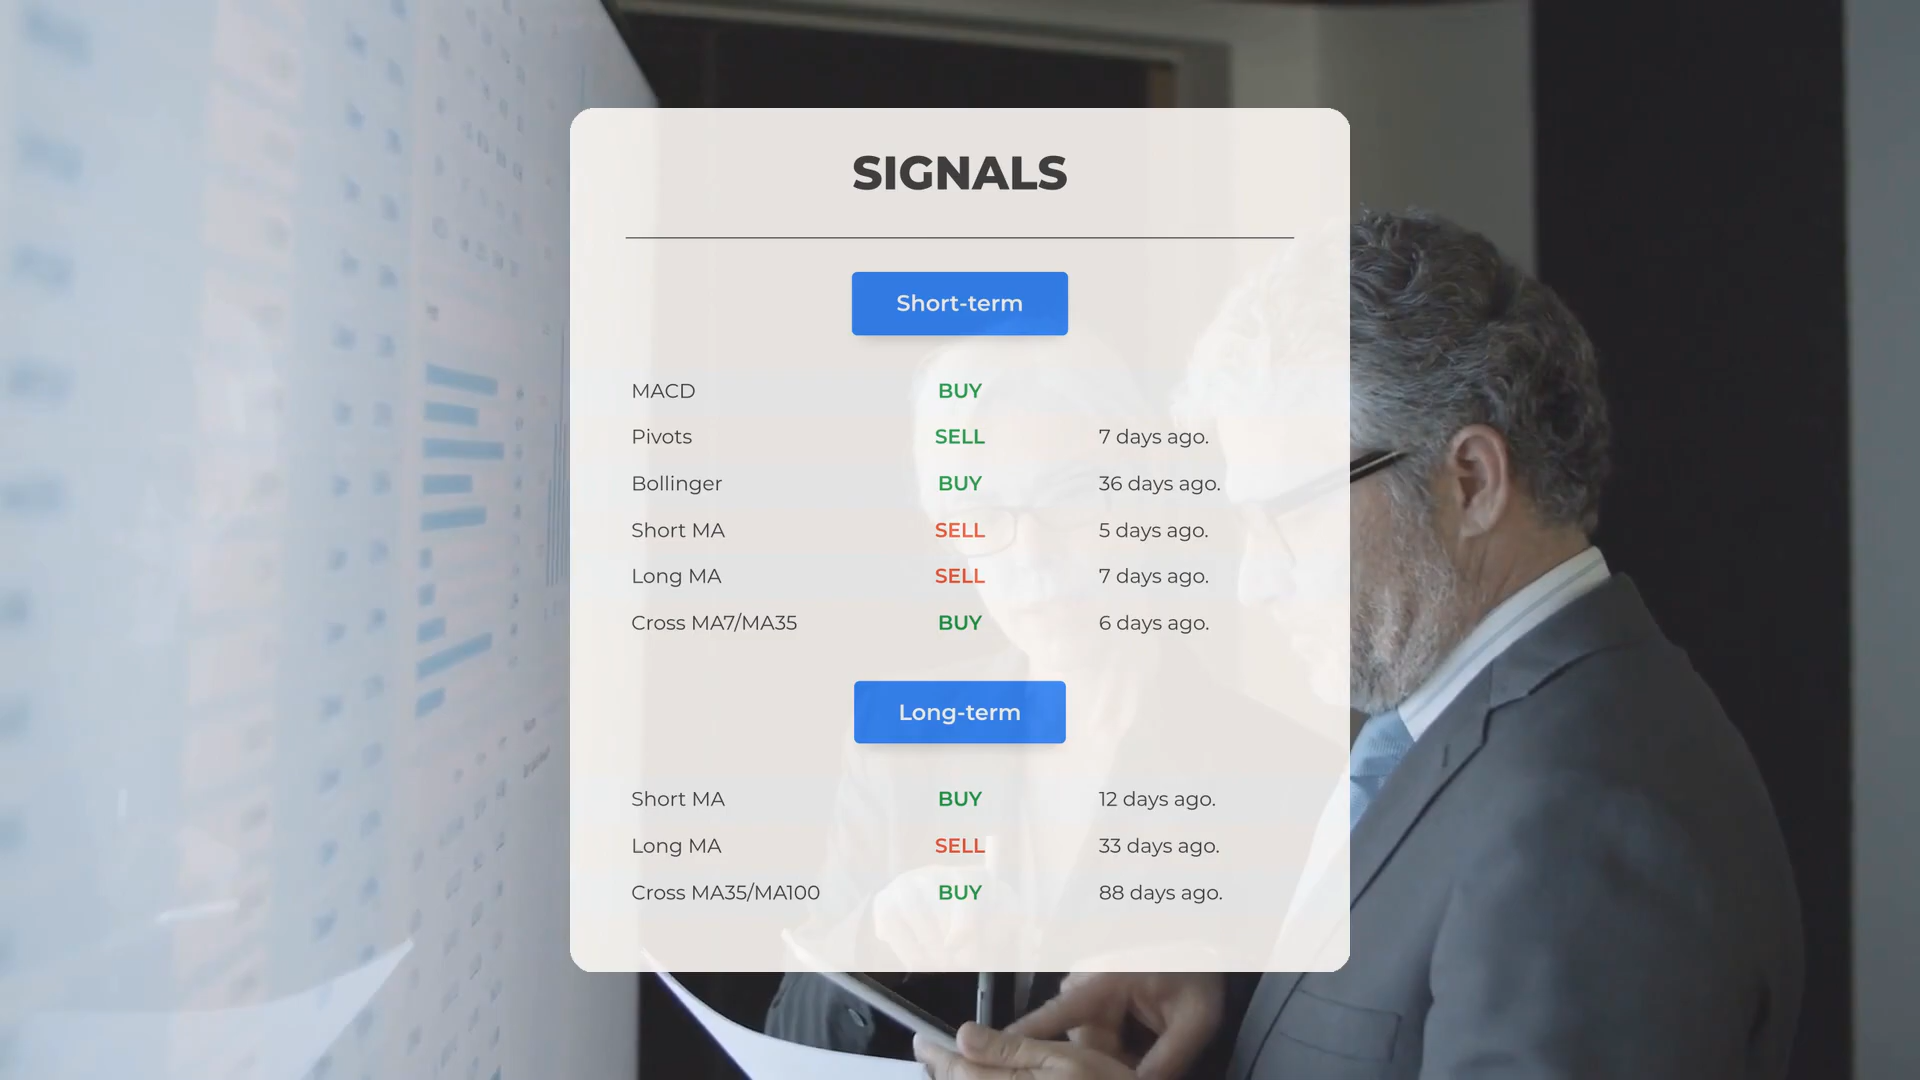 SIGNALS
Short-term
MACD BUY
Pivots SELL 7 days ago.
Bollinger BUY 36 days ago.
Short MA SELL 5 days ago.
Long MA SELL 7 days ago.
Cross MA7/MA35 BUY 6 days ago.
Long-term
Short MA BUY 12 days ago.
Long MA SELL 33 days ago.
Cross MA35/MA100 BUY 88 days ago.